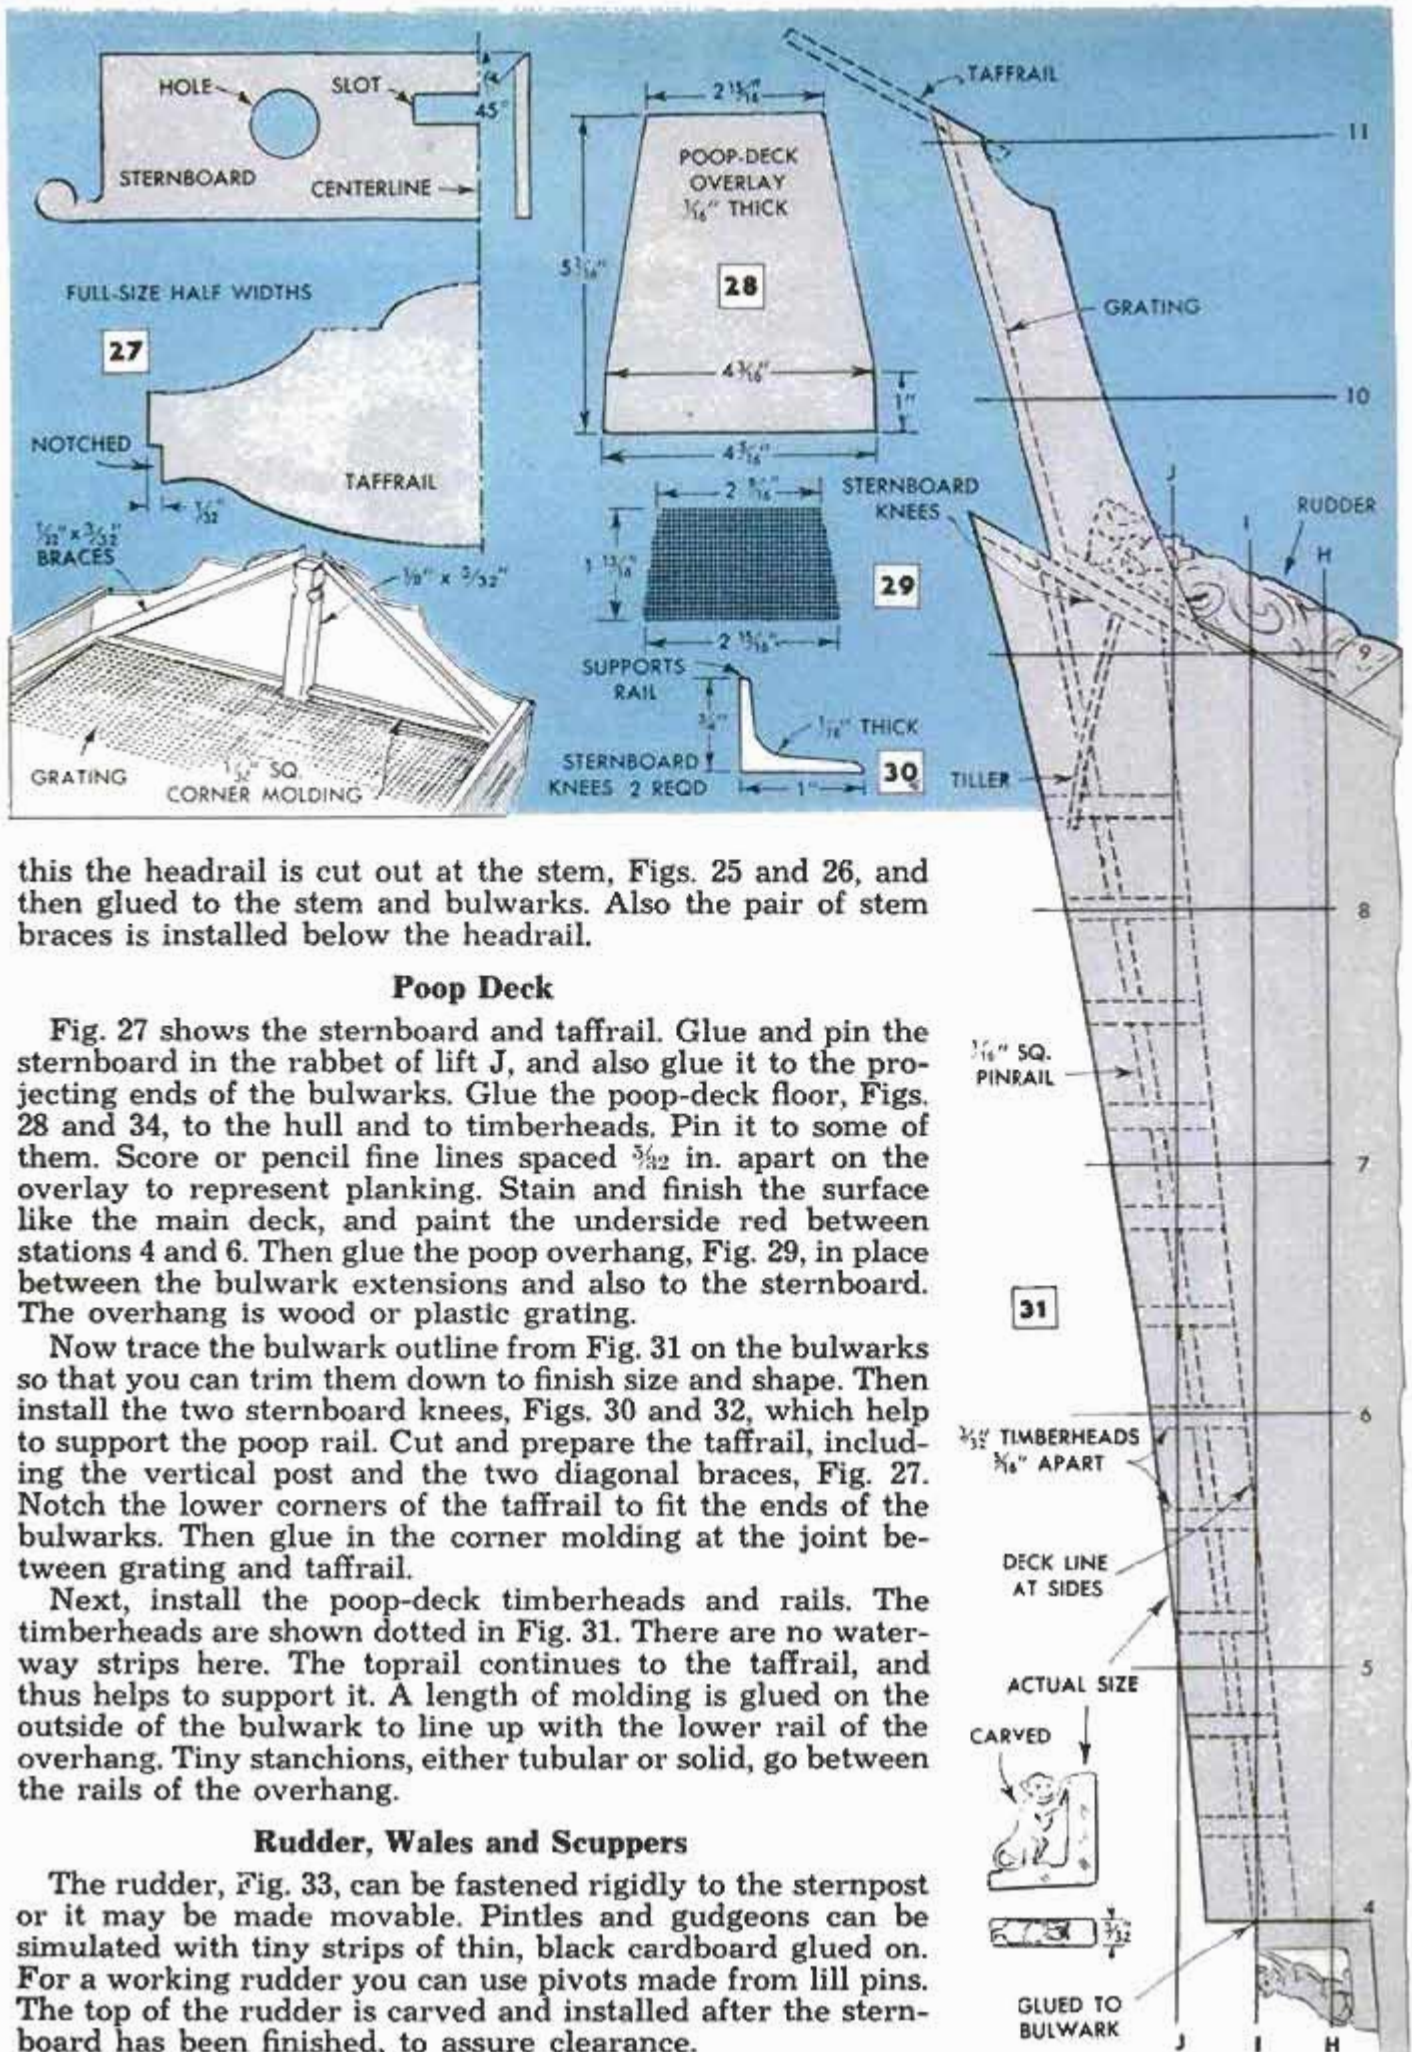 HOLE
SLOT
45°
STERNBOARD
CENTERLINE
FULL-SIZE HALF WIDTHS
27
NOTCHED
TAFFRAIL
BRACES
GRATING
SQ.
CORNER MOLDING
2 15/16"
POOP-DECK
OVERLAY
1/16" THICK
28
4 3/16"
1"
29
SUPPORTS
RAIL
1/16" THICK
STERNBOARD
KNEES 2 REQD
1"
30
TAFFRAIL
11
GRATING
10
STERNBOARD
KNEES
J
I
H
RUDDER
9
TILLER
8
1/16" SQ.
PINRAIL
7
31
6
3/32" TIMBERHEADS
APART
DECK LINE
AT SIDES
5
ACTUAL SIZE
CARVED
3/32"
4
GLUED TO
BULWARK
J
I
H
this the headrail is cut out at the stem, Figs. 25 and 26, and
then glued to the stem and bulwarks. Also the pair of stem
braces is installed below the headrail.
Poop Deck
Fig. 27 shows the sternboard and taffrail. Glue and pin the
sternboard in the rabbet of lift J, and also glue it to the pro-
jecting ends of the bulwarks. Glue the poop-deck floor, Figs.
28 and 34, to the hull and to timberheads. Pin it to some of
them. Score or pencil fine lines spaced in. apart on the
overlay to represent planking. Stain and finish the surface
like the main deck, and paint the underside red between
stations 4 and 6. Then glue the poop overhang, Fig. 29, in place
between the bulwark extensions and also to the sternboard.
The overhang is wood or plastic grating.
Now trace the bulwark outline from Fig. 31 on the bulwarks
so that you can trim them down to finish size and shape. Then
install the two sternboard knees, Figs. 30 and 32, which help
to support the poop rail. Cut and prepare the taffrail, includ-
ing the vertical post and the two diagonal braces, Fig. 27.
Notch the lower corners of the taffrail to fit the ends of the
bulwarks. Then glue in the corner molding at the joint be-
tween grating and taffrail.
Next, install the poop-deck timberheads and rails. The
timberheads are shown dotted in Fig. 31. There are no water-
way strips here. The toprail continues to the taffrail, and
thus helps to support it. A length of molding is glued on the
outside of the bulwark to line up with the lower rail of the
overhang. Tiny stanchions, either tubular or solid, go between
the rails of the overhang.
Rudder, Wales and Scuppers
The rudder, Fig. 33, can be fastened rigidly to the sternpost
or it may be made movable. Pintles and gudgeons can be
simulated with tiny strips of thin, black cardboard glued on.
For a working rudder you can use pivots made from lill pins.
The top of the rudder is carved and installed after the stern-
board has been finished, to assure clearance.